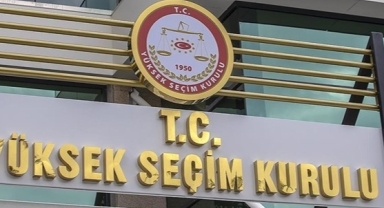 T.C.
YÜKSEK SEÇİM KURULU
1950
T.C.
YÜKSEK SEÇİM KURULU